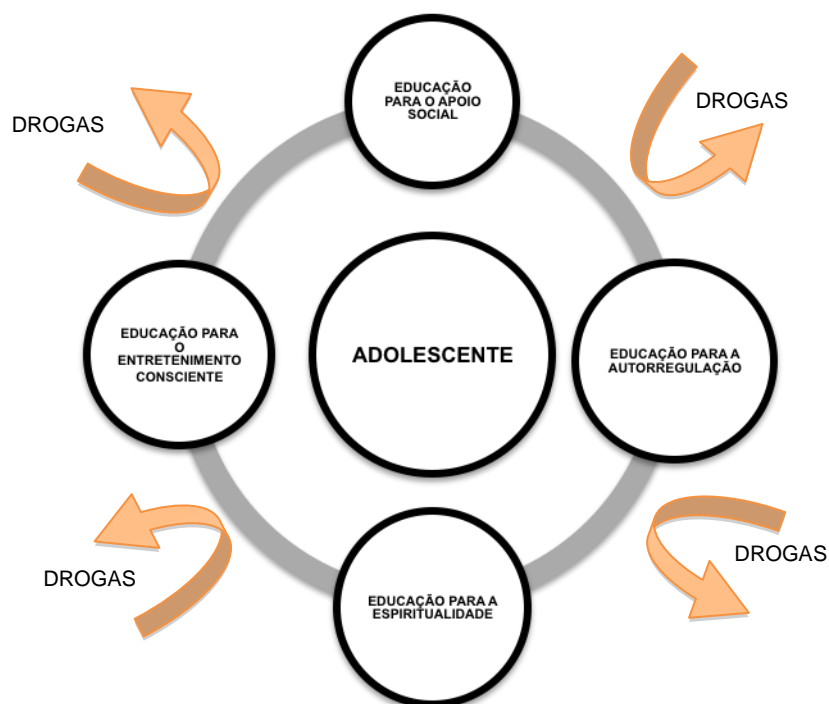 EDUCAÇÃO
PARA O APOIO
SOCIAL
DROGAS
DROGAS
EDUCAÇÃO PARA
O
ENTRETENIMENTO
CONSCIENTE
ADOLESCENTE
EDUCAÇÃO PARA A
AUTORREGULAÇÃO
DROGAS
DROGAS
EDUCAÇÃO PARA A
ESPIRITUALIDADE